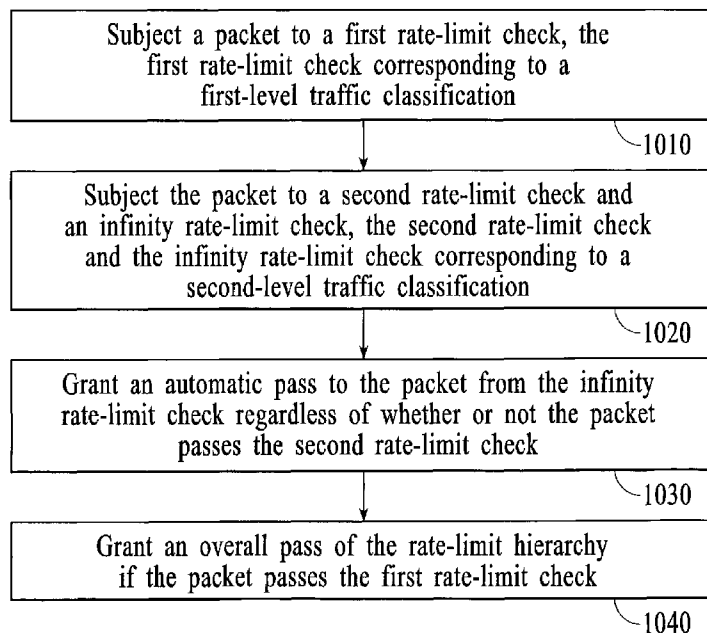 Subject a packet to a first rate-limit check, the
first rate-limit check corresponding to a
first-level traffic classification
1010
Subject the packet to a second rate-limit check and
an infinity rate-limit check, the second rate-limit check
and the infinity rate-limit check corresponding to a
second-level traffic classification
1020
Grant an automatic pass to the packet from the infinity
rate-limit check regardless of whether or not the packet
passes the second rate-limit check
1030
Grant an overall pass of the rate-limit hierarchy
if the packet passes the first rate-limit check
1040